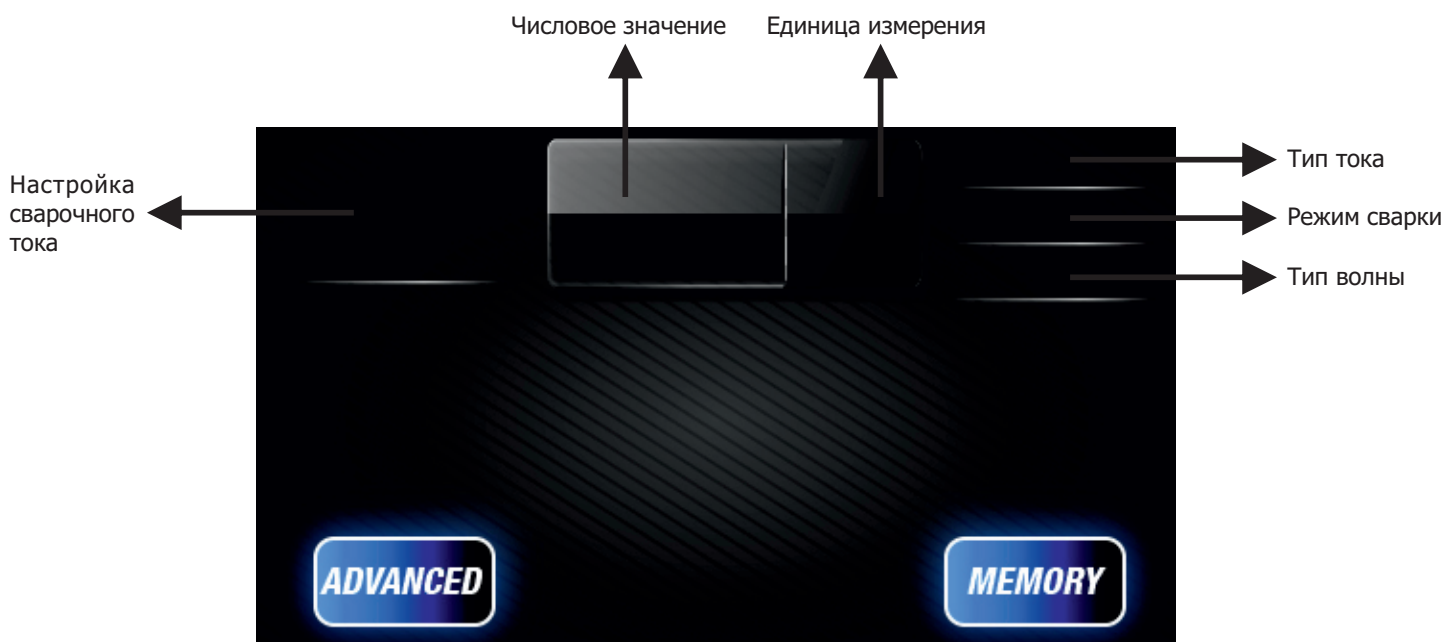 Числовое значение
Единица измерения
Настройка
сварочного
тока
Тип тока
Режим сварки
Тип волны
ADVANCED
MEMORY